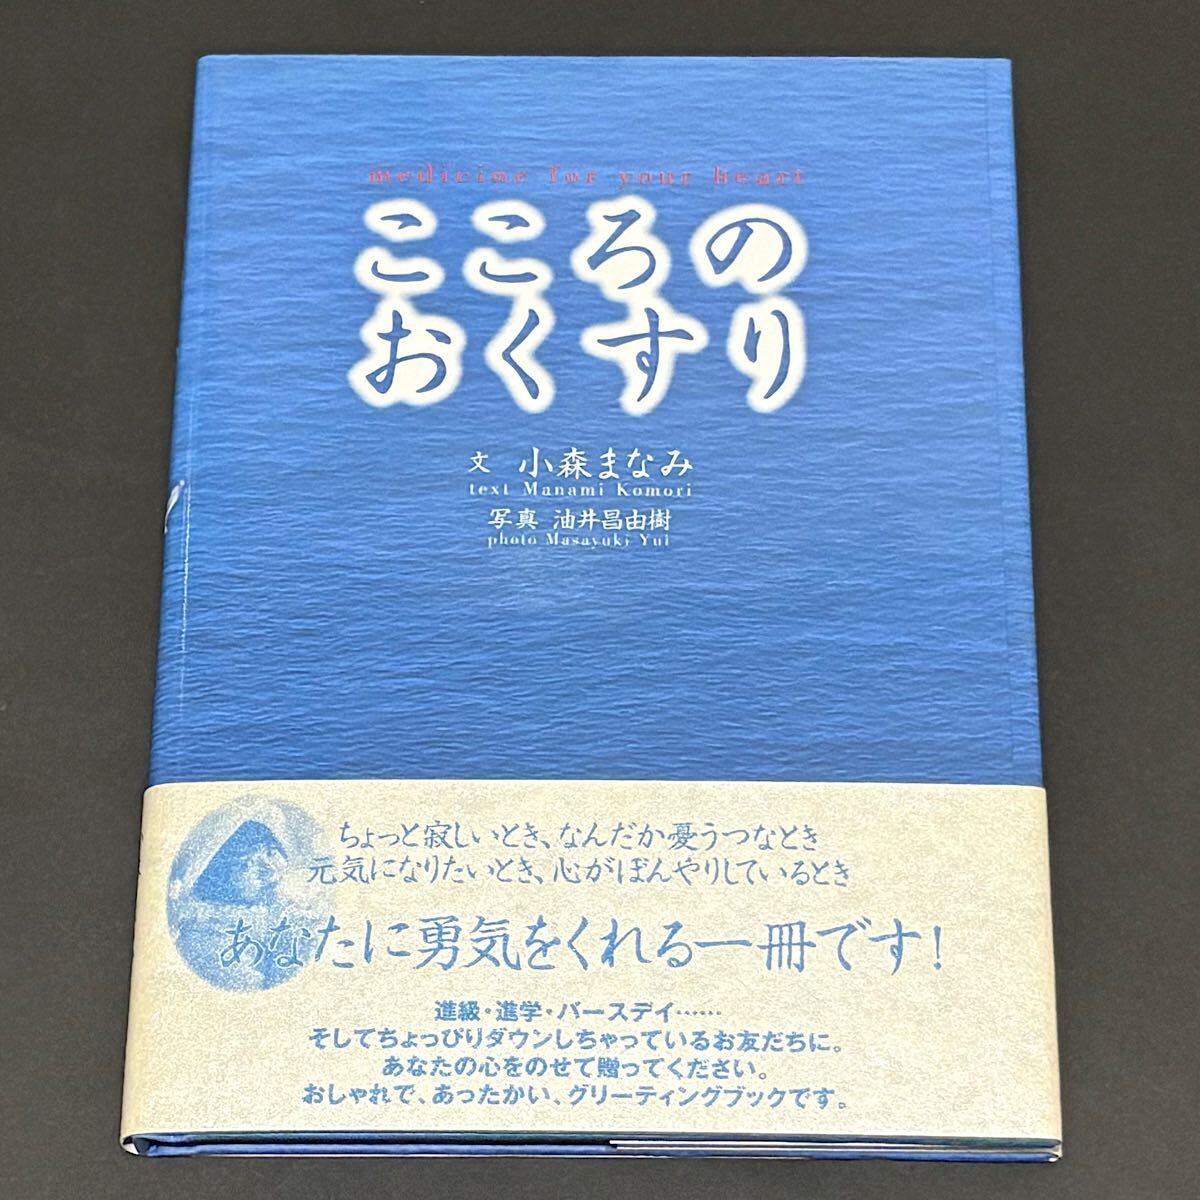 medicine for your heart
こころの
おくすり
文 小森まなみ
text Manami Komori
写真 油井昌由樹
photo Masayuki Yui
ちょっと寂しいとき、なんだか憂うつなとき
元気になりたいとき、心がぼんやりしているとき
あなたに勇気をくれる一冊です!
進級・進学・バースデイ……
そしてちょっぴりダウンしちゃっているお友だちに。
あなたの心をのせて贈ってください。
おしゃれで、あったかい、グリーティングブックです。